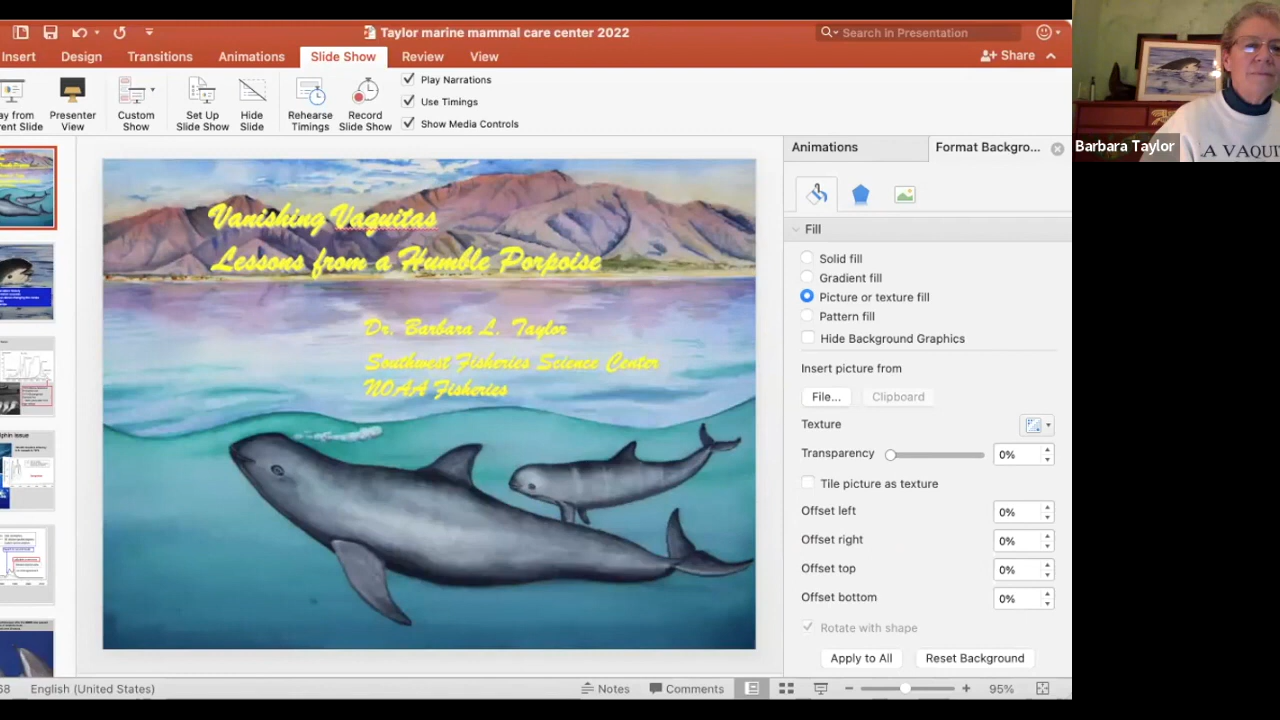 Taylor marine mammal care center 2022
Search in Presentation
Insert
Design
Transitions
Animations
Slide Show
Review
View
Share
Presenter View
Custom Show
Set Up Slide Show
Hide Slide
Rehearse Timings
Record Slide Show
Play Narrations
Use Timings
Show Media Controls
Vanishing Vaquitas
Lessons from a Humble Porpoise
Dr. Barbara L. Taylor
Southwest Fisheries Science Center
NOAA Fisheries
Animations
Format Backgro...
Fill
Solid fill
Gradient fill
Picture or texture fill
Pattern fill
Hide Background Graphics
Insert picture from
File...
Clipboard
Texture
Transparency
0%
Tile picture as texture
Offset left
0%
Offset right
0%
Offset top
0%
Offset bottom
0%
Rotate with shape
Apply to All
Reset Background
68
English (United States)
Notes
Comments
95%
Barbara Taylor
A VAQUI